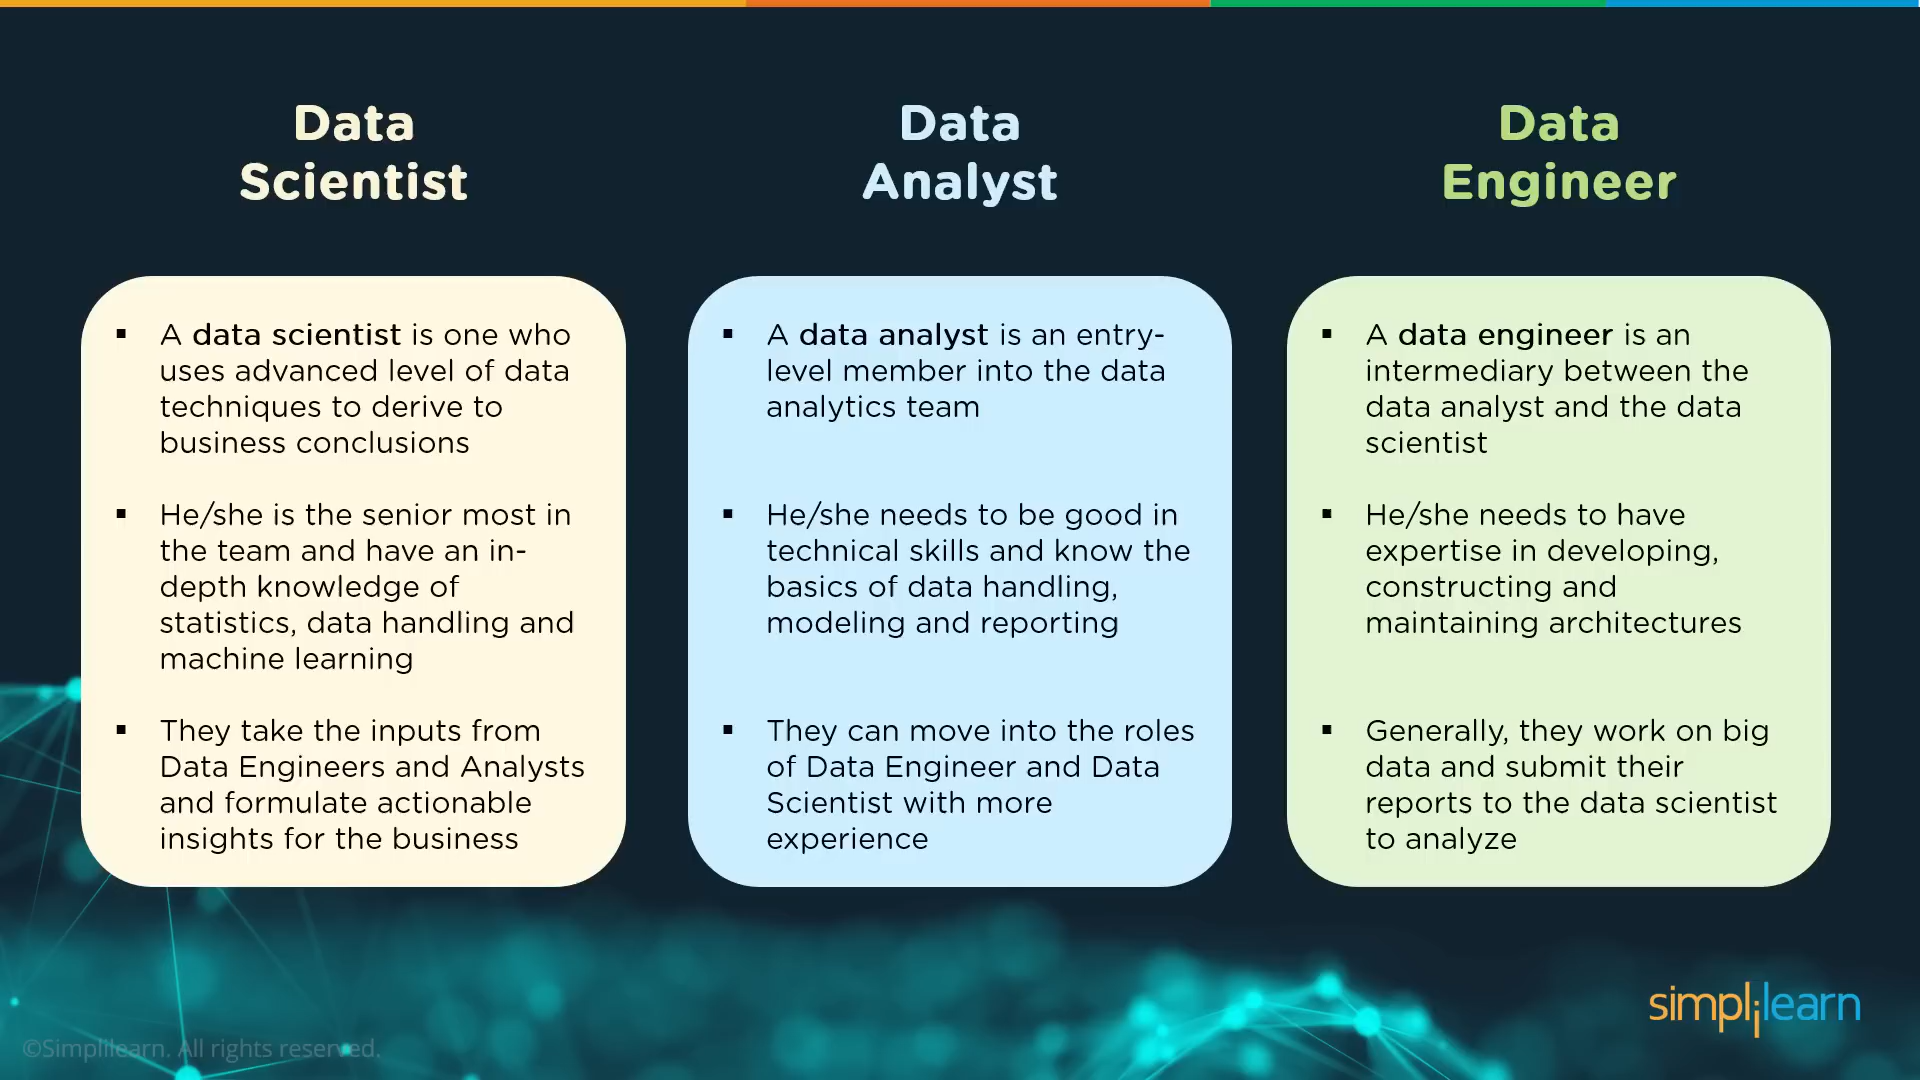 Data
Scientist
▪ A data scientist is one who
uses advanced level of data
techniques to derive to
business conclusions
▪ He/she is the senior most in
the team and have an in-
depth knowledge of
statistics, data handling and
machine learning
▪ They take the inputs from
Data Engineers and Analysts
and formulate actionable
insights for the business
Data
Analyst
▪ A data analyst is an entry-
level member into the data
analytics team
▪ He/she needs to be good in
technical skills and know the
basics of data handling,
modeling and reporting
▪ They can move into the roles
of Data Engineer and Data
Scientist with more
experience
Data
Engineer
▪ A data engineer is an
intermediary between the
data analyst and the data
scientist
▪ He/she needs to have
expertise in developing,
constructing and
maintaining architectures
▪ Generally, they work on big
data and submit their
reports to the data scientist
to analyze
simplilearn
©Simplilearn. All rights reserved.